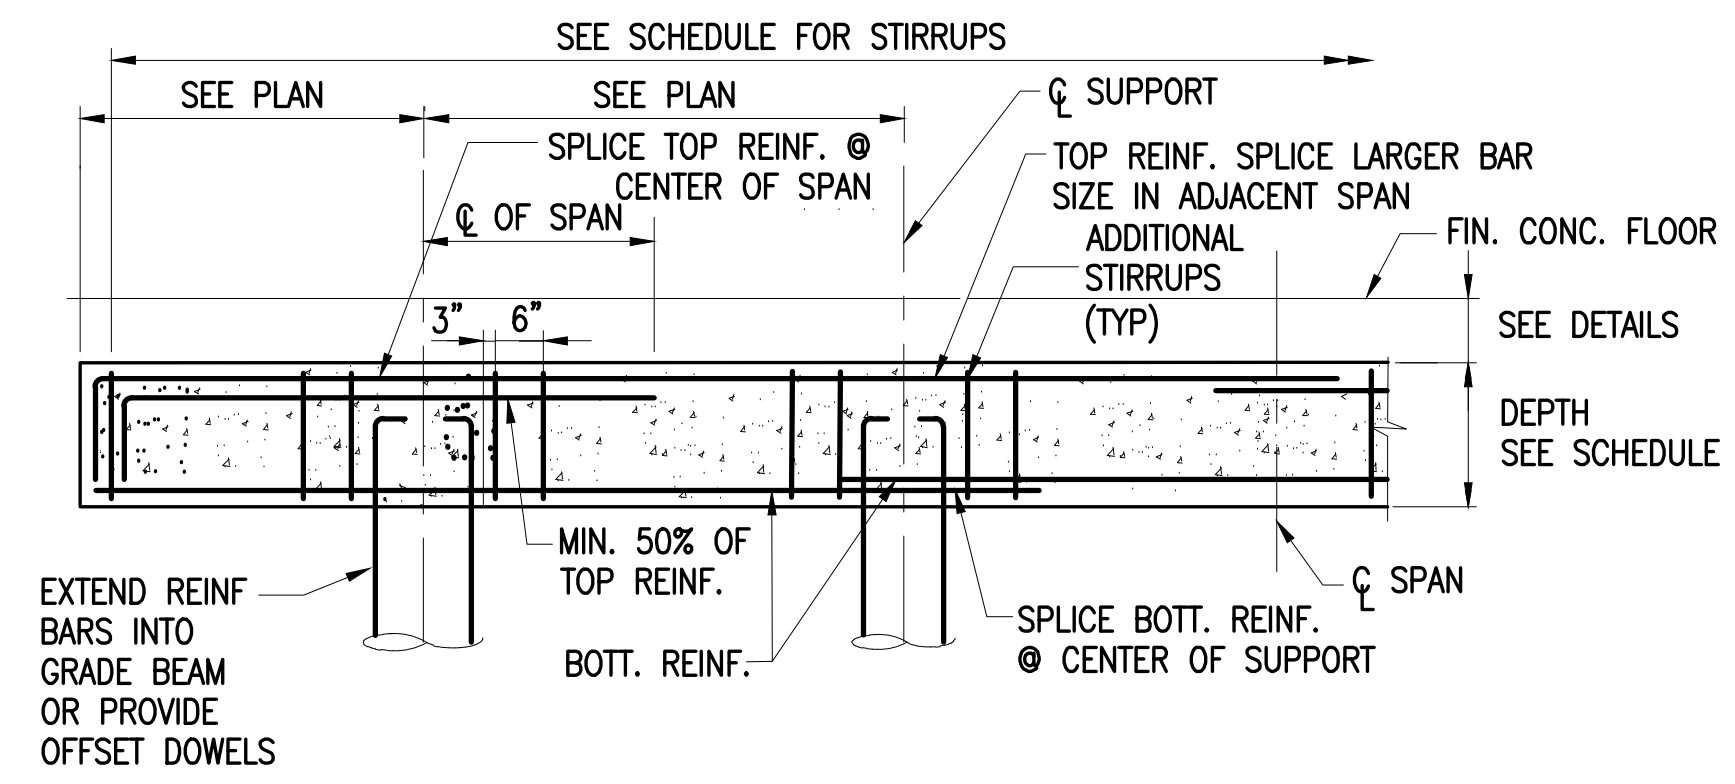 SEE SCHEDULE FOR STIRRUPS
SEE PLAN
SEE PLAN
℄ SUPPORT
SPLICE TOP REINF. @
CENTER OF SPAN
TOP REINF. SPLICE LARGER BAR
SIZE IN ADJACENT SPAN
℄ OF SPAN
ADDITIONAL
STIRRUPS
(TYP)
FIN. CONC. FLOOR
3"
6"
SEE DETAILS
DEPTH
SEE SCHEDULE
MIN. 50% OF
TOP REINF.
EXTEND REINF
BARS INTO
GRADE BEAM
OR PROVIDE
OFFSET DOWELS
BOTT. REINF.
SPLICE BOTT. REINF.
@ CENTER OF SUPPORT
℄ SPAN